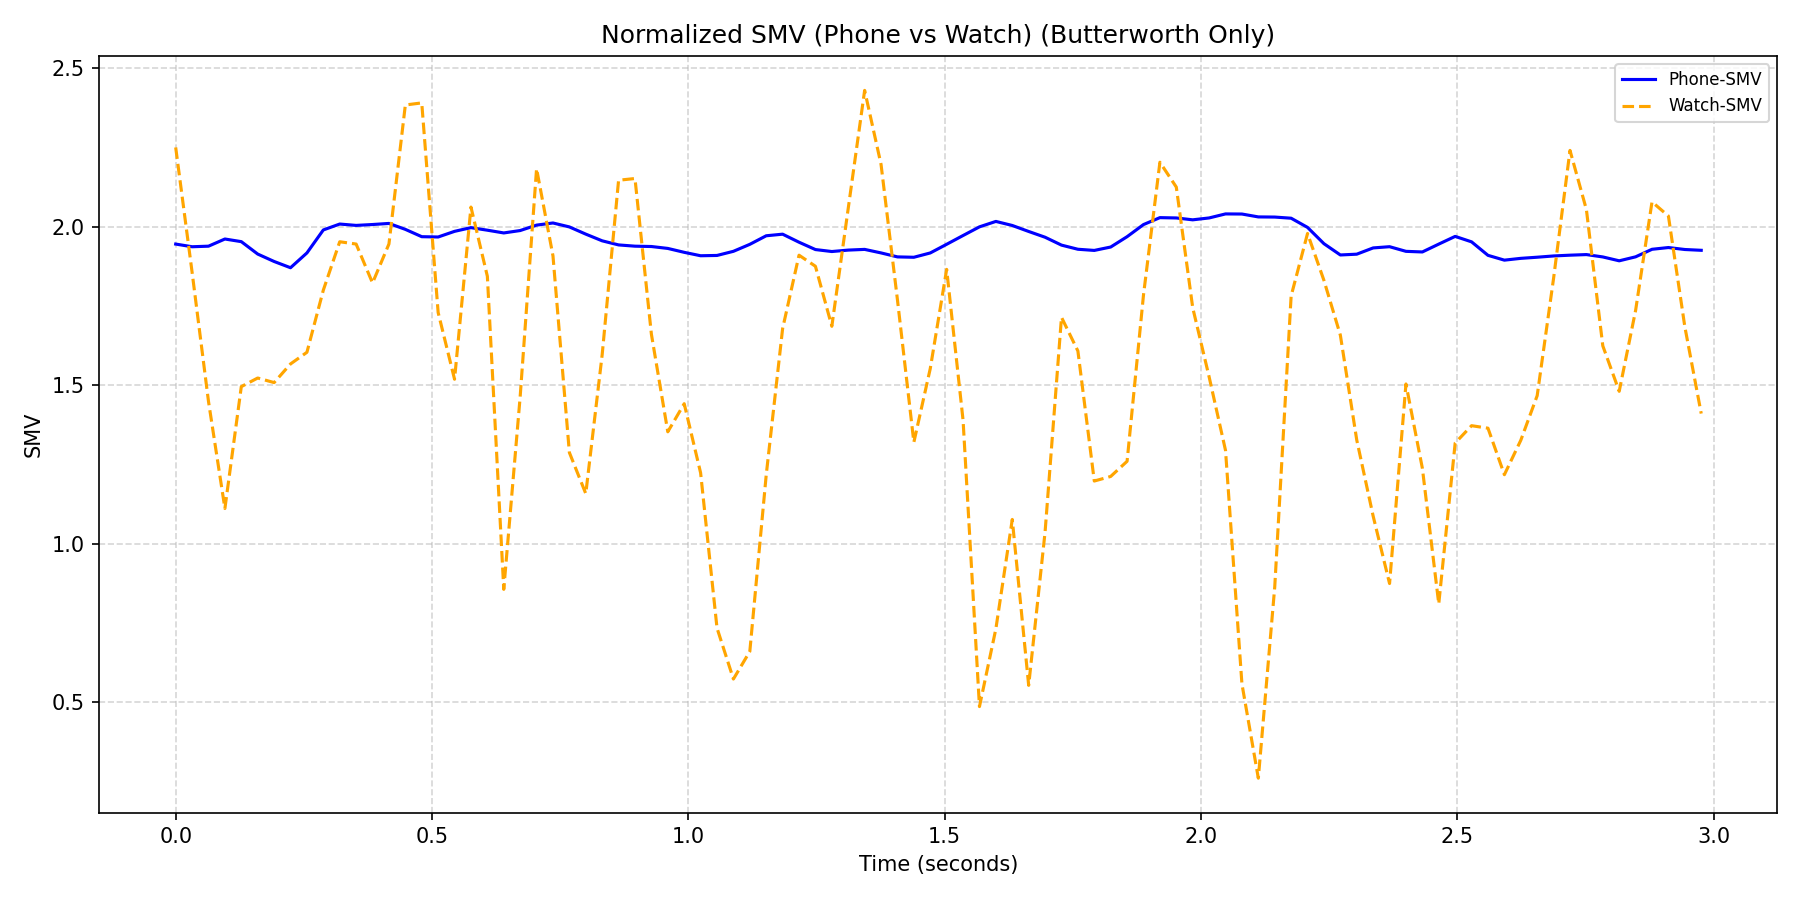 Normalized SMV (Phone vs Watch) (Butterworth Only)
Phone-SMV
Watch-SMV
SMV
2.5
2.0
1.5
1.0
0.5
0.0 0.5 1.0 1.5 2.0 2.5 3.0
Time (seconds)